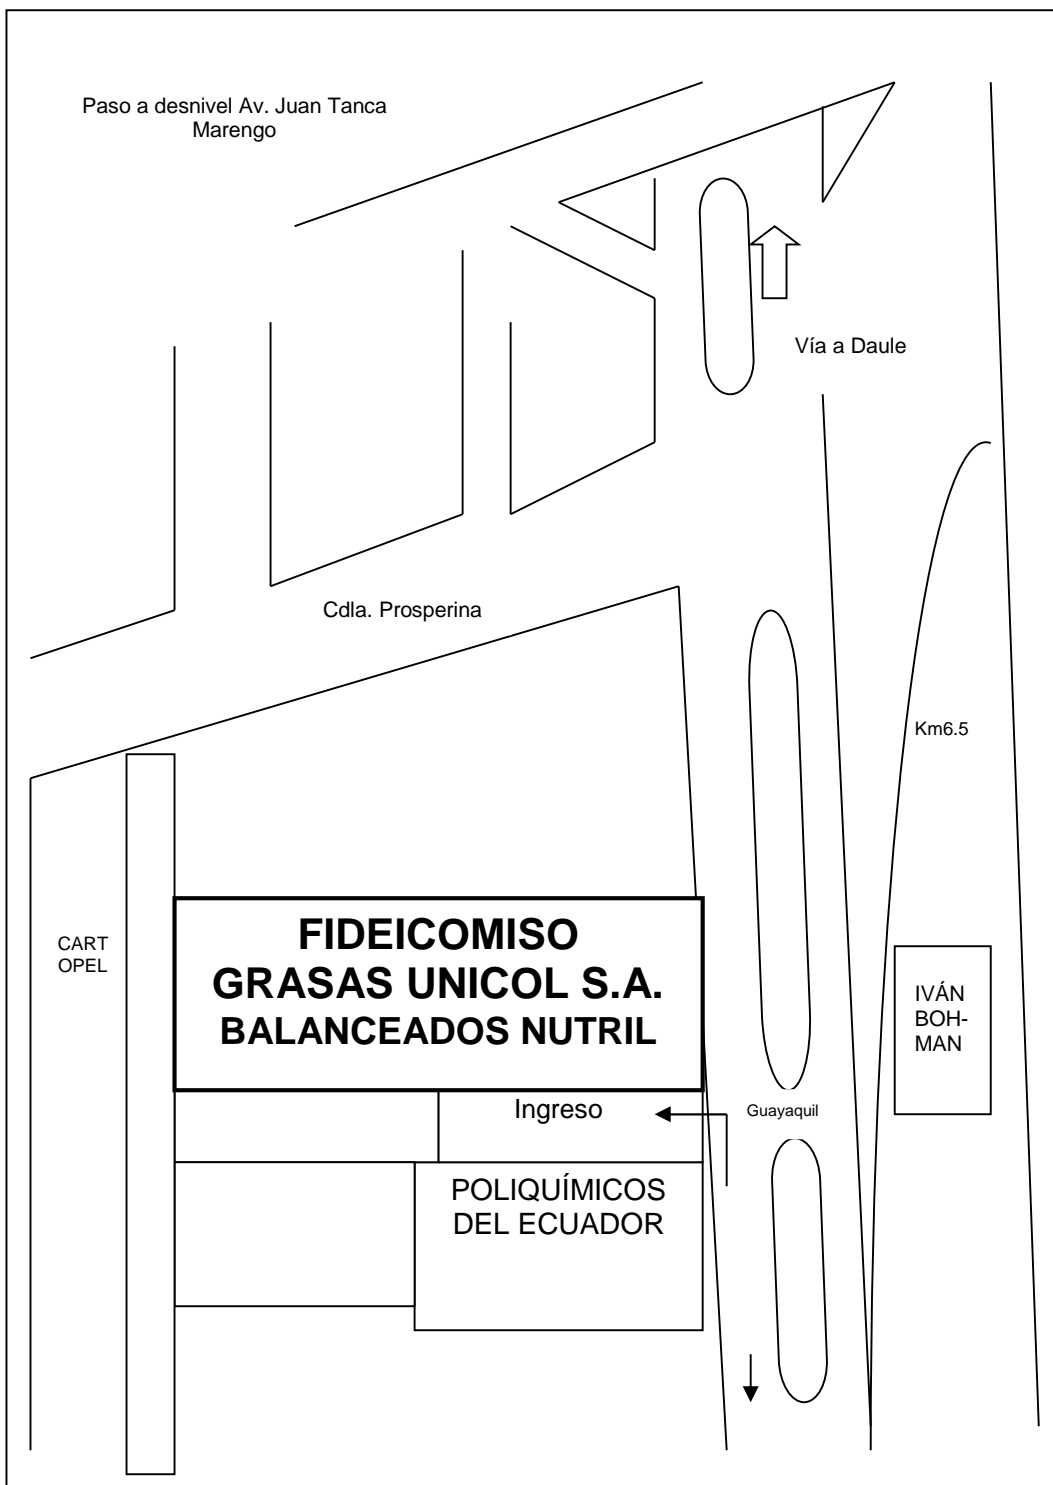 Paso a desnivel Av. Juan Tanca
Marengo
Vía a Daule
Cdla. Prosperina
Km6.5
FIDEICOMISO
GRASAS UNICOL S.A.
BALANCEADOS NUTRIL
CART
OPEL
IVÁN
BOH-
MAN
Ingreso
Guayaquil
POLIQUÍMICOS
DEL ECUADOR